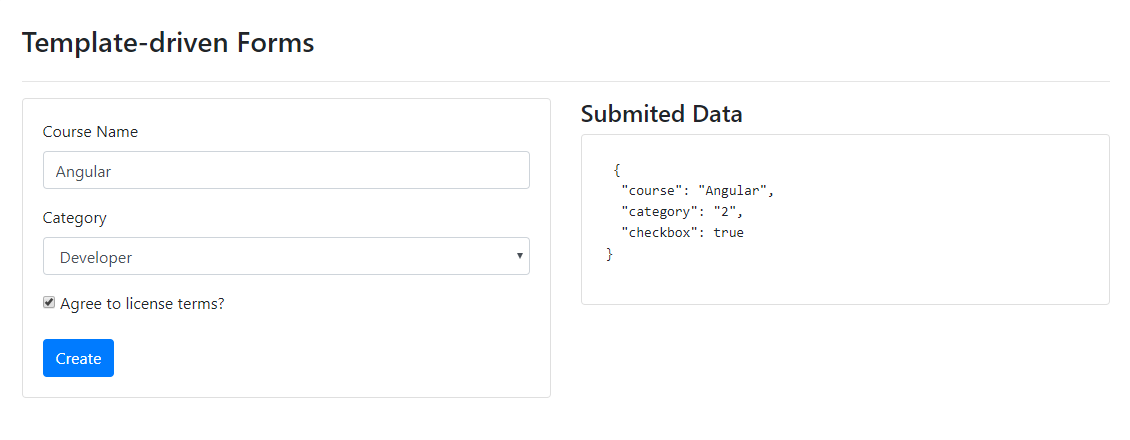 Template-driven Forms
Course Name
Angular
Category
Developer
Agree to license terms?
Create
Submited Data
{
"course": "Angular",
"category": "2",
"checkbox": true
}